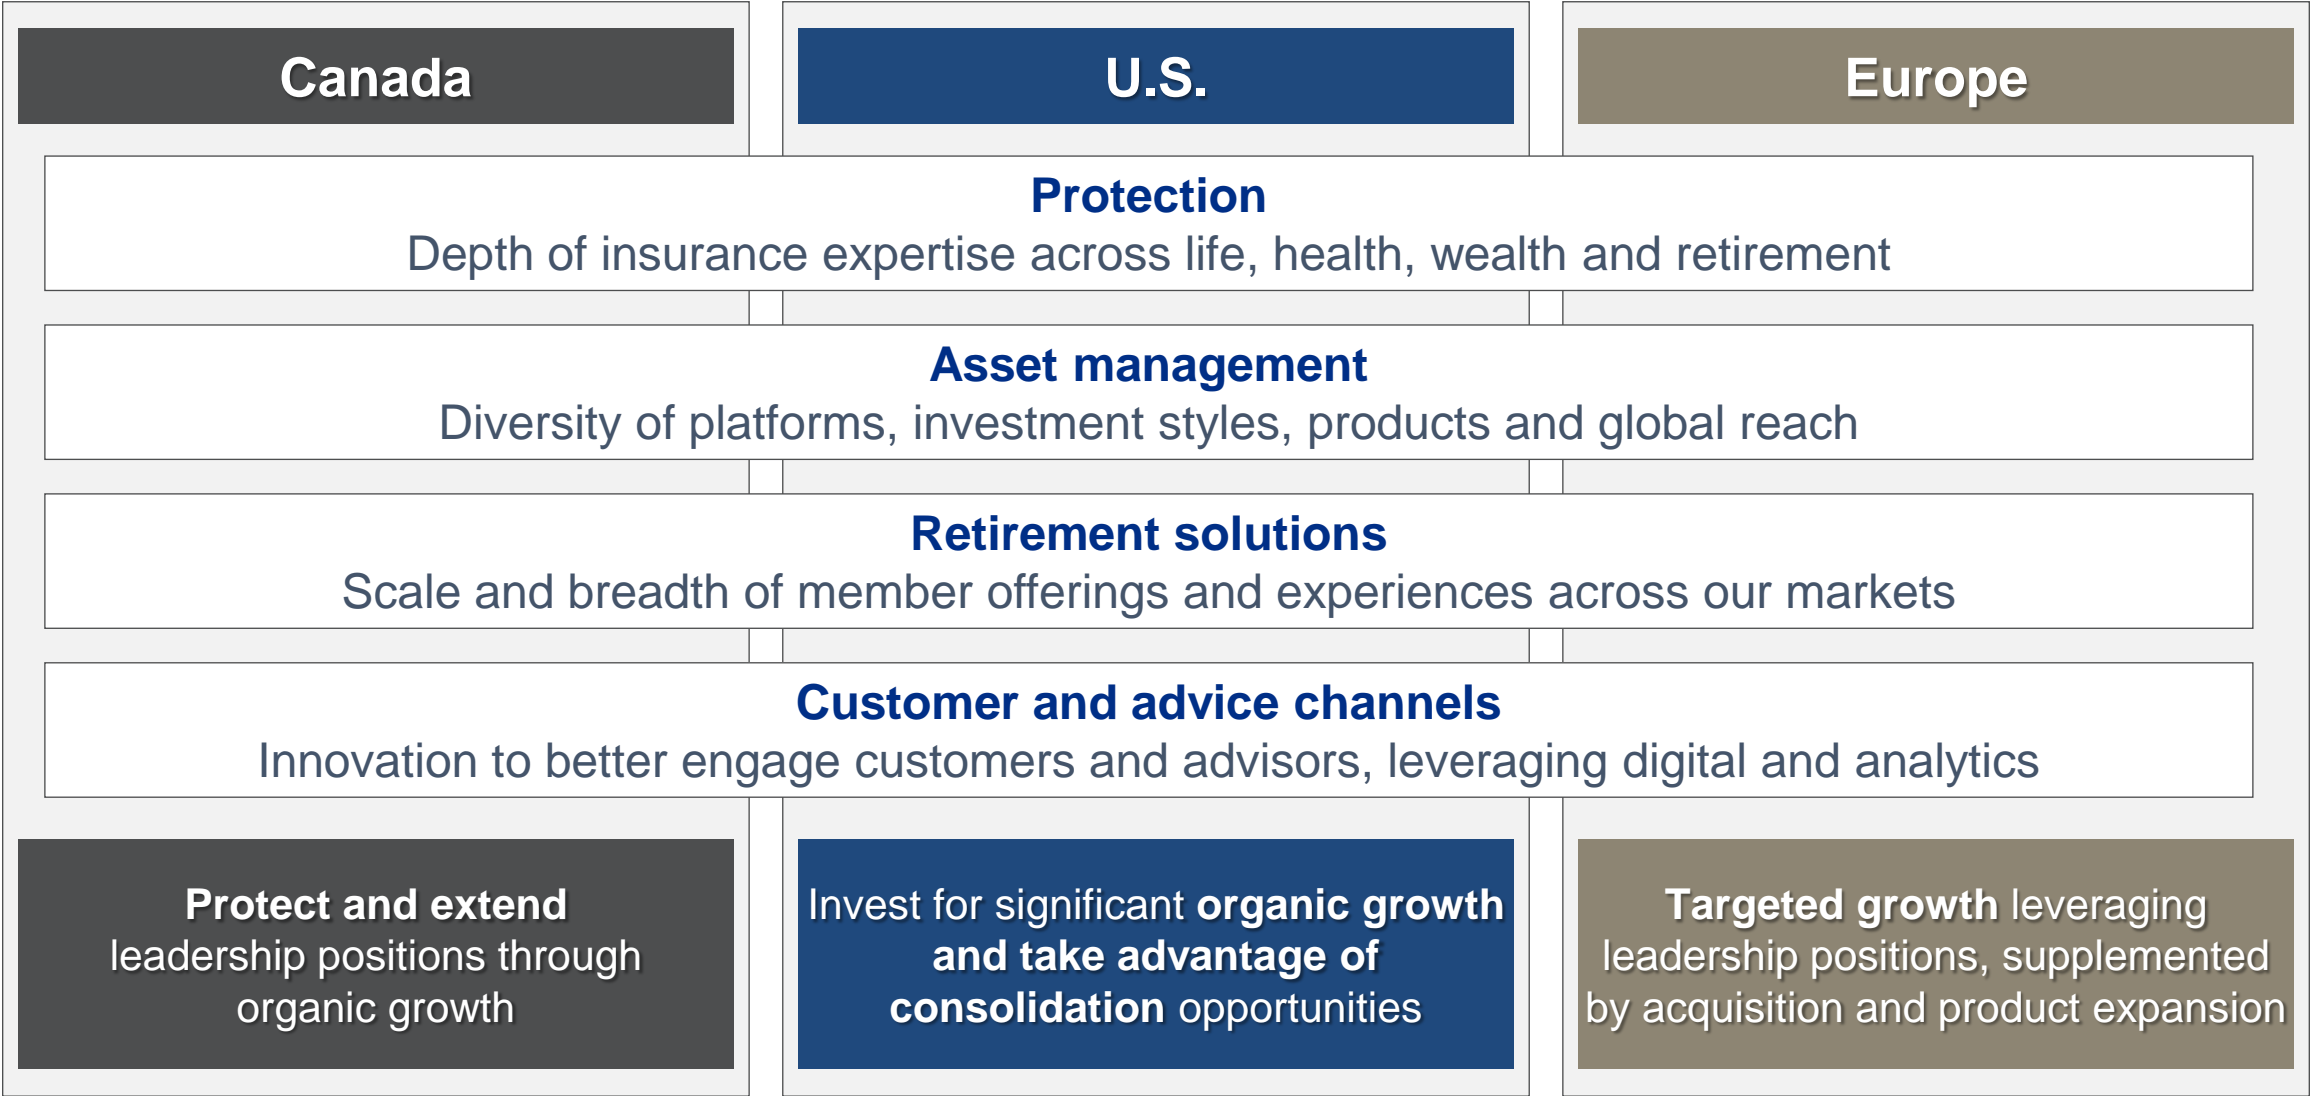 Canada
U.S.
Europe
Protection
Depth of insurance expertise across life, health, wealth and retirement
Asset management
Diversity of platforms, investment styles, products and global reach
Retirement solutions
Scale and breadth of member offerings and experiences across our markets
Customer and advice channels
Innovation to better engage customers and advisors, leveraging digital and analytics
Protect and extend
leadership positions through
organic growth
Invest for significant organic growth
and take advantage of
consolidation opportunities
Targeted growth leveraging
leadership positions, supplemented
by acquisition and product expansion